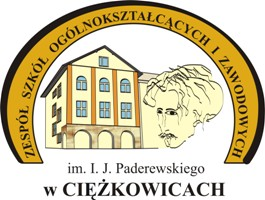 ZESPÓŁ SZKÓŁ OGÓLNOKSZTAŁCĄCYCH I ZAWODOWYCH
im. I. J. Paderewskiego
w CIĘŻKOWICACH